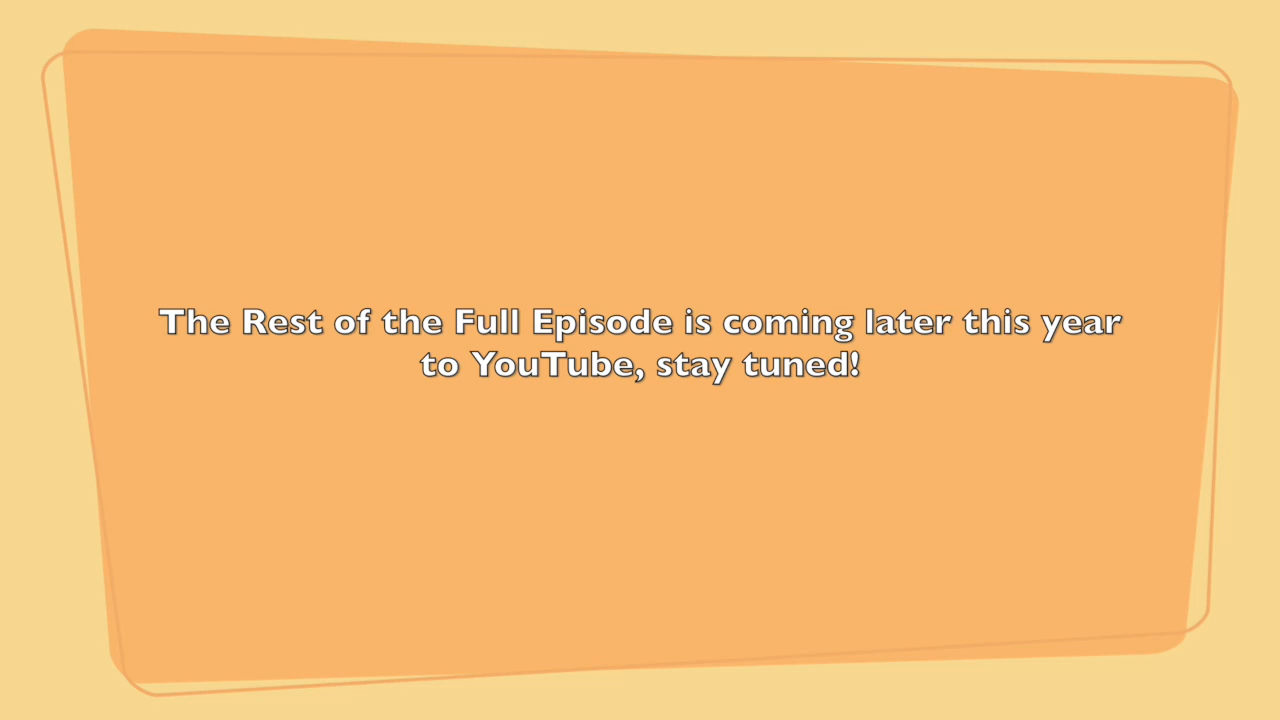 The Rest of the Full Episode is coming later this year
to YouTube, stay tuned!